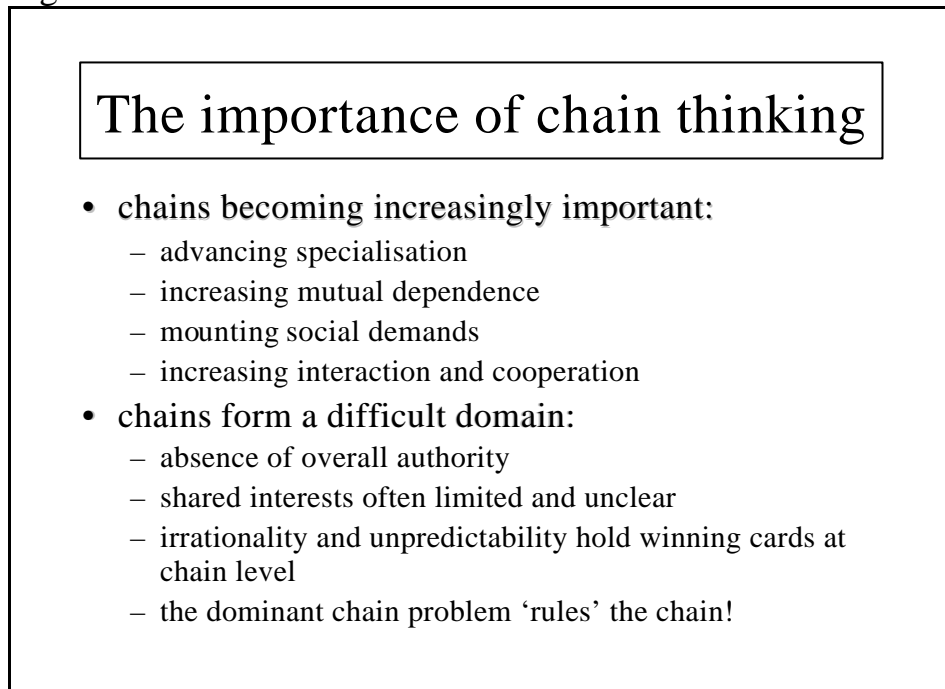 The importance of chain thinking
• chains becoming increasingly important:
– advancing specialisation
– increasing mutual dependence
– mounting social demands
– increasing interaction and cooperation
• chains form a difficult domain:
– absence of overall authority
– shared interests often limited and unclear
– irrationality and unpredictability hold winning cards at
chain level
– the dominant chain problem ‘rules’ the chain!